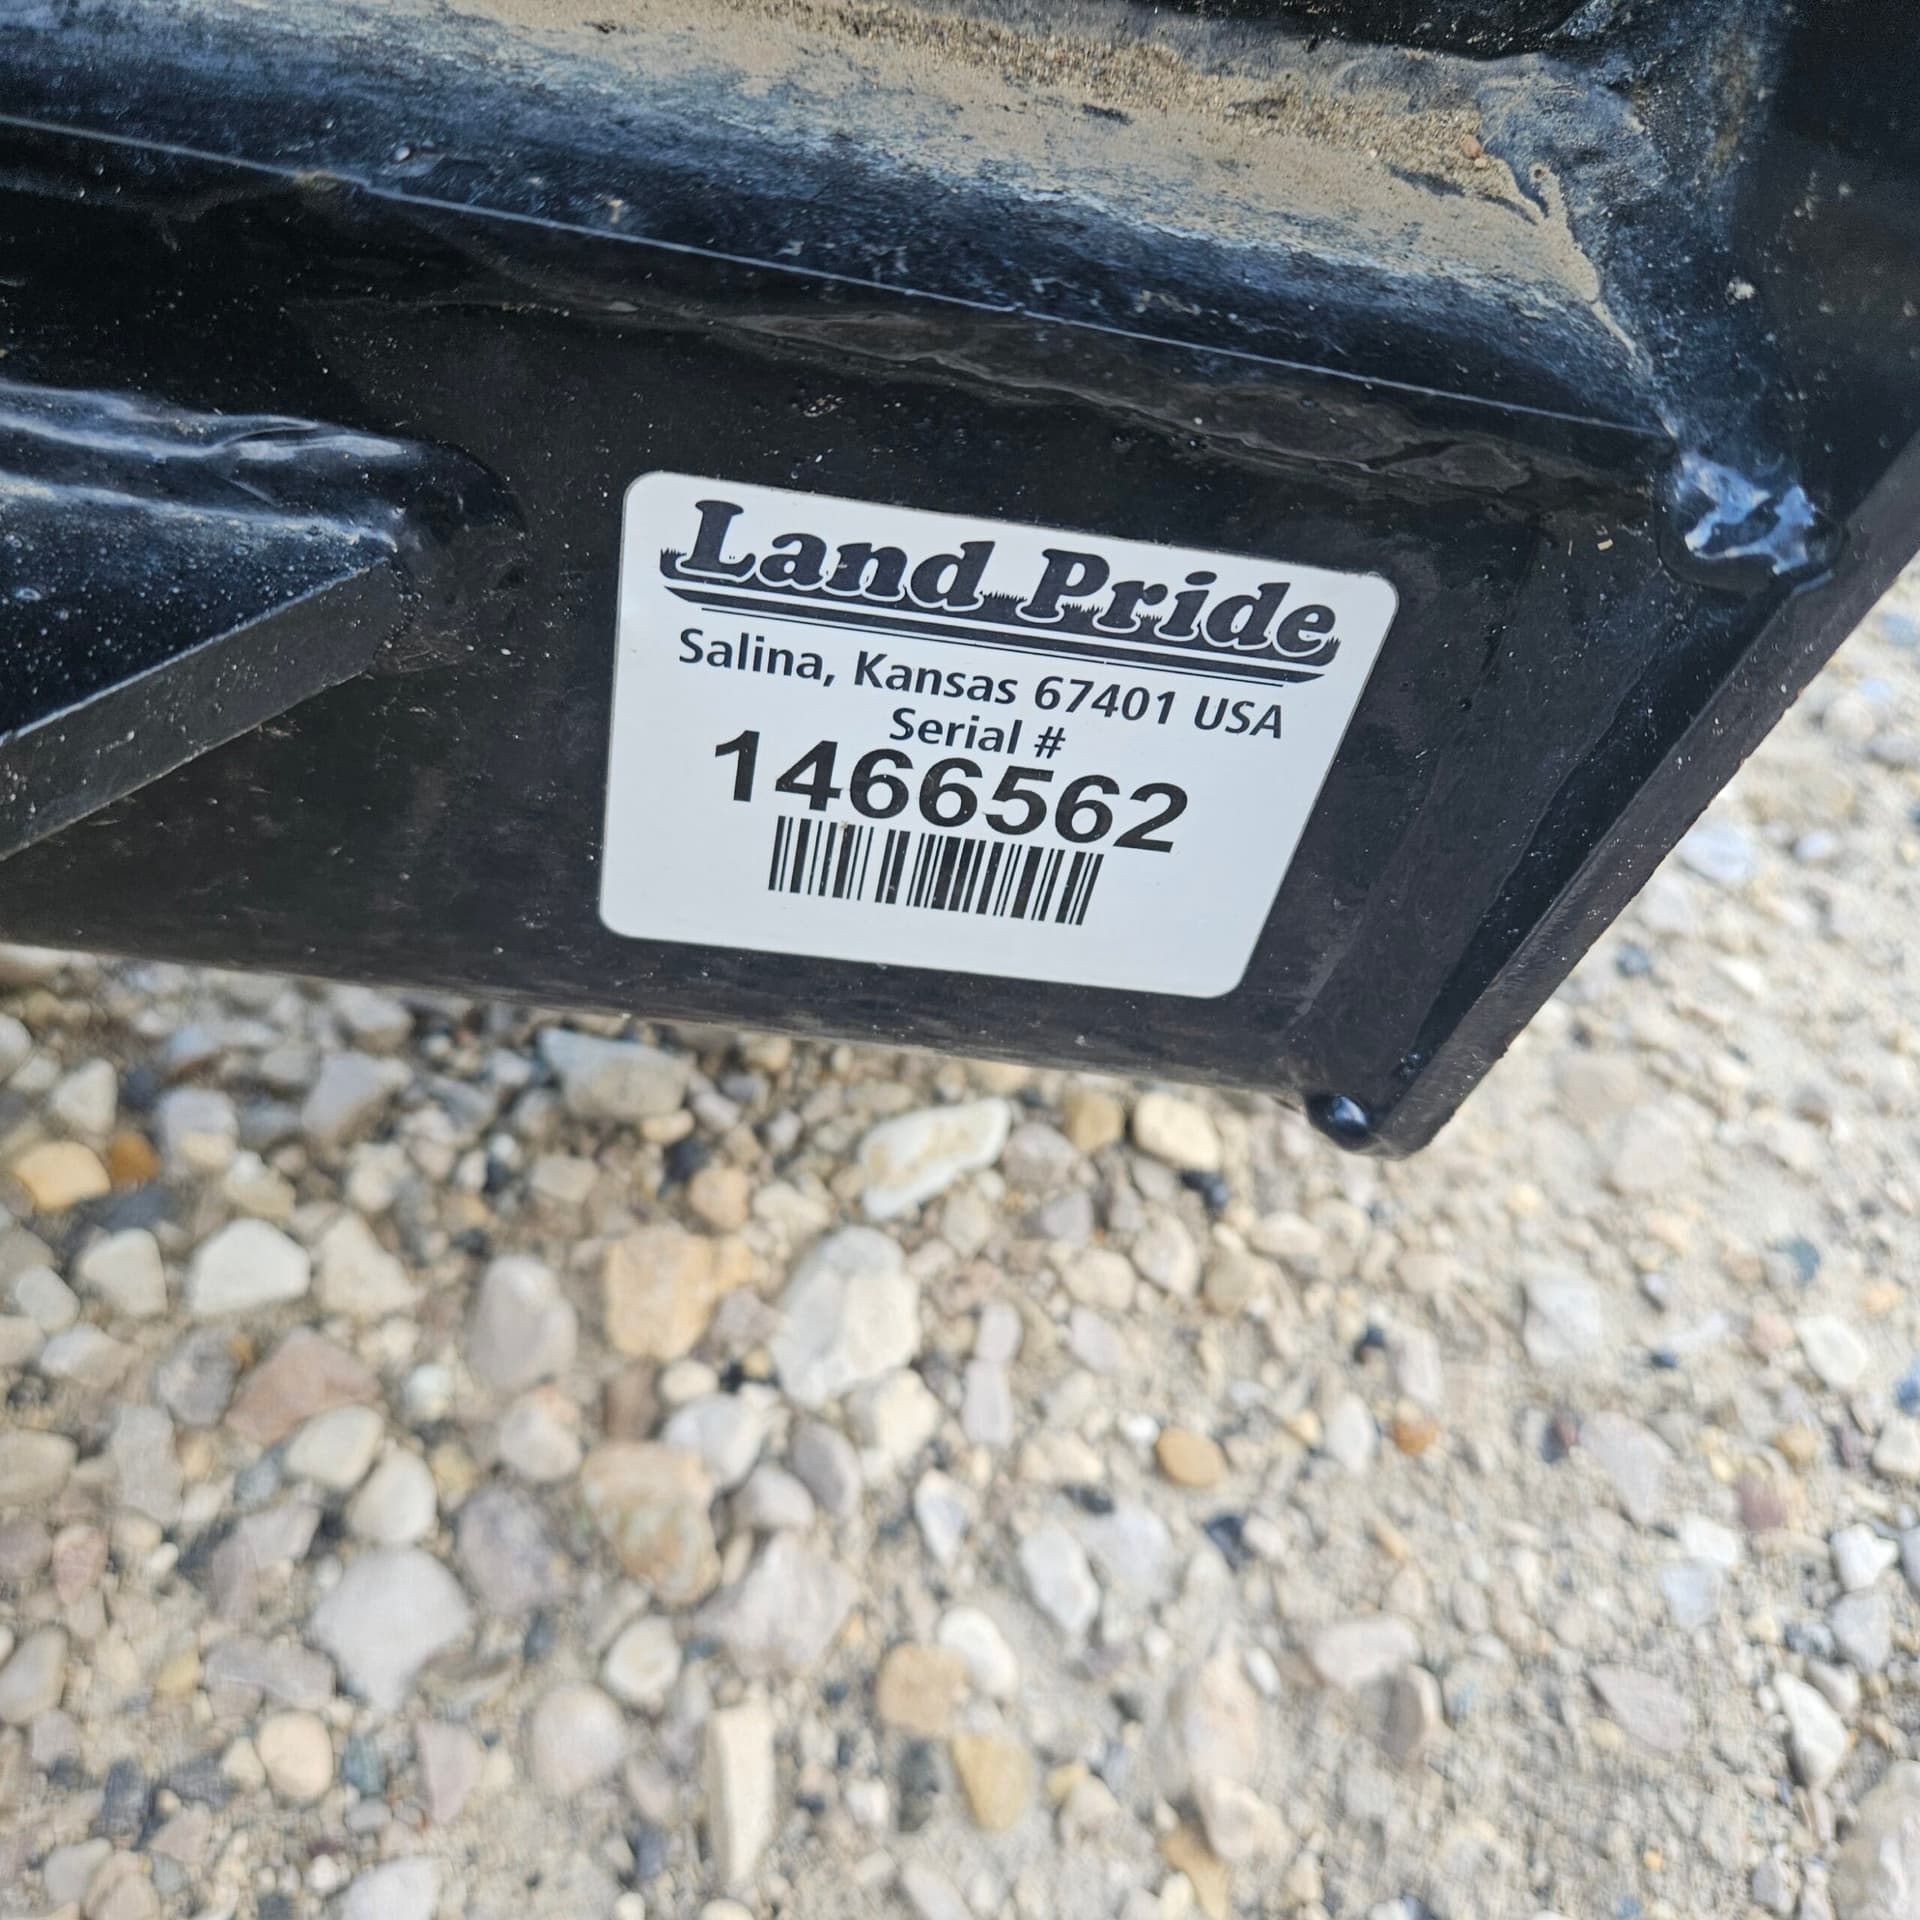 Land Pride
Salina, Kansas 67401 USA
Serial #
1466562